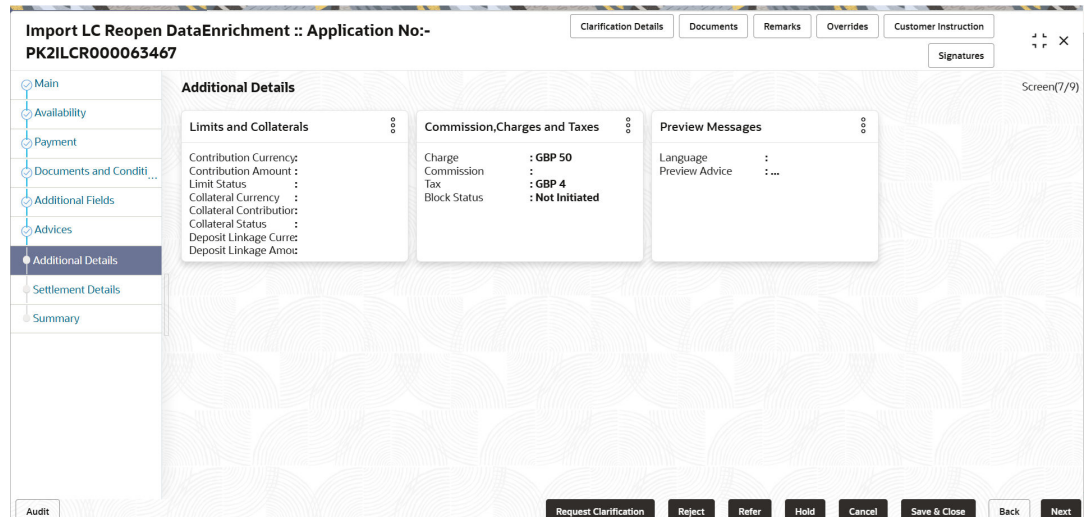 Import LC Reopen DataEnrichment :: Application No:-
PK2ILCR000063467
Clarification Details
Documents
Remarks
Overrides
Customer Instruction
Signatures
Main
Availability
Payment
Documents and Conditi...
Additional Fields
Advices
Additional Details
Settlement Details
Summary
Additional Details
Screen(7/9)
Limits and Collaterals
Contribution Currency:
Contribution Amount :
Limit Status :
Collateral Currency :
Collateral Contribution:
Collateral Status :
Deposit Linkage Curre:
Deposit Linkage Amou:
Commission,Charges and Taxes
Charge : GBP 50
Commission :
Tax : GBP 4
Block Status : Not Initiated
Preview Messages
Language :
Preview Advice : ...
Audit
Request Clarification
Reject
Refer
Hold
Cancel
Save & Close
Back
Next